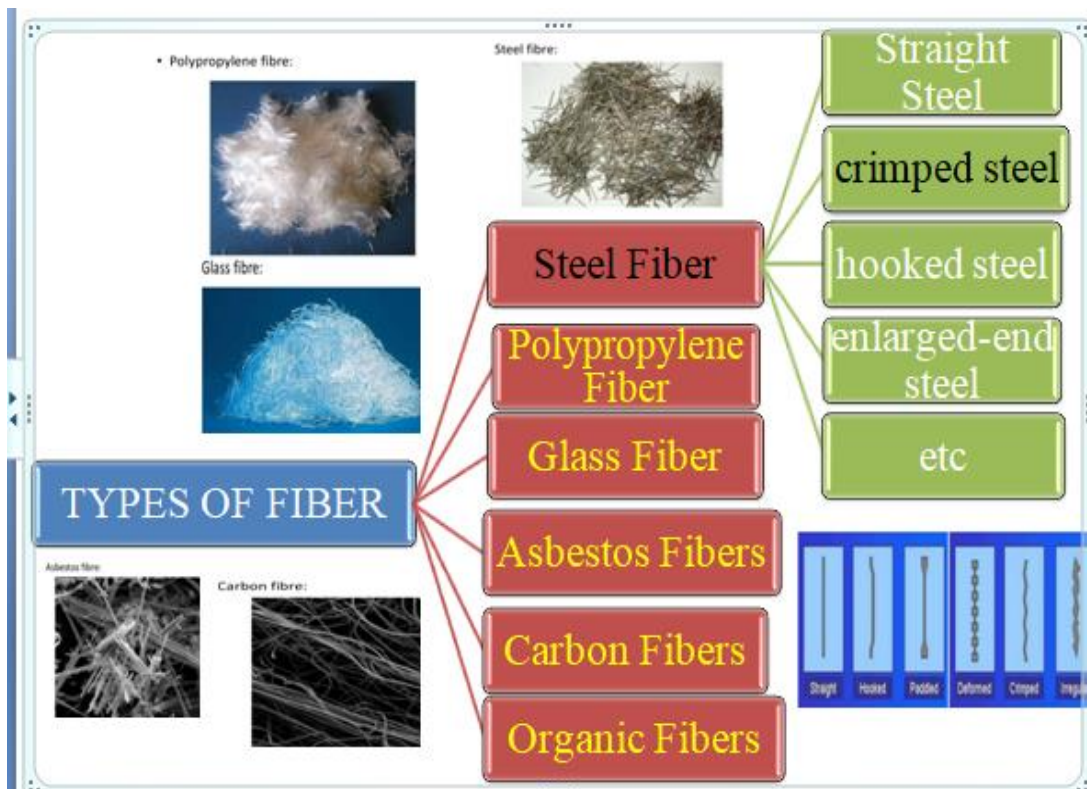 • Polypropylene fibre:
Steel fibre:
Glass fibre:
TYPES OF FIBER
Asbestos fibre:
Carbon fibre:
Steel Fiber
Polypropylene
Fiber
Glass Fiber
Asbestos Fibers
Carbon Fibers
Organic Fibers
Straight
Steel
crimped steel
hooked steel
enlarged-end
steel
etc
Straight
Hooked
Paddled
Deformed
Crimped